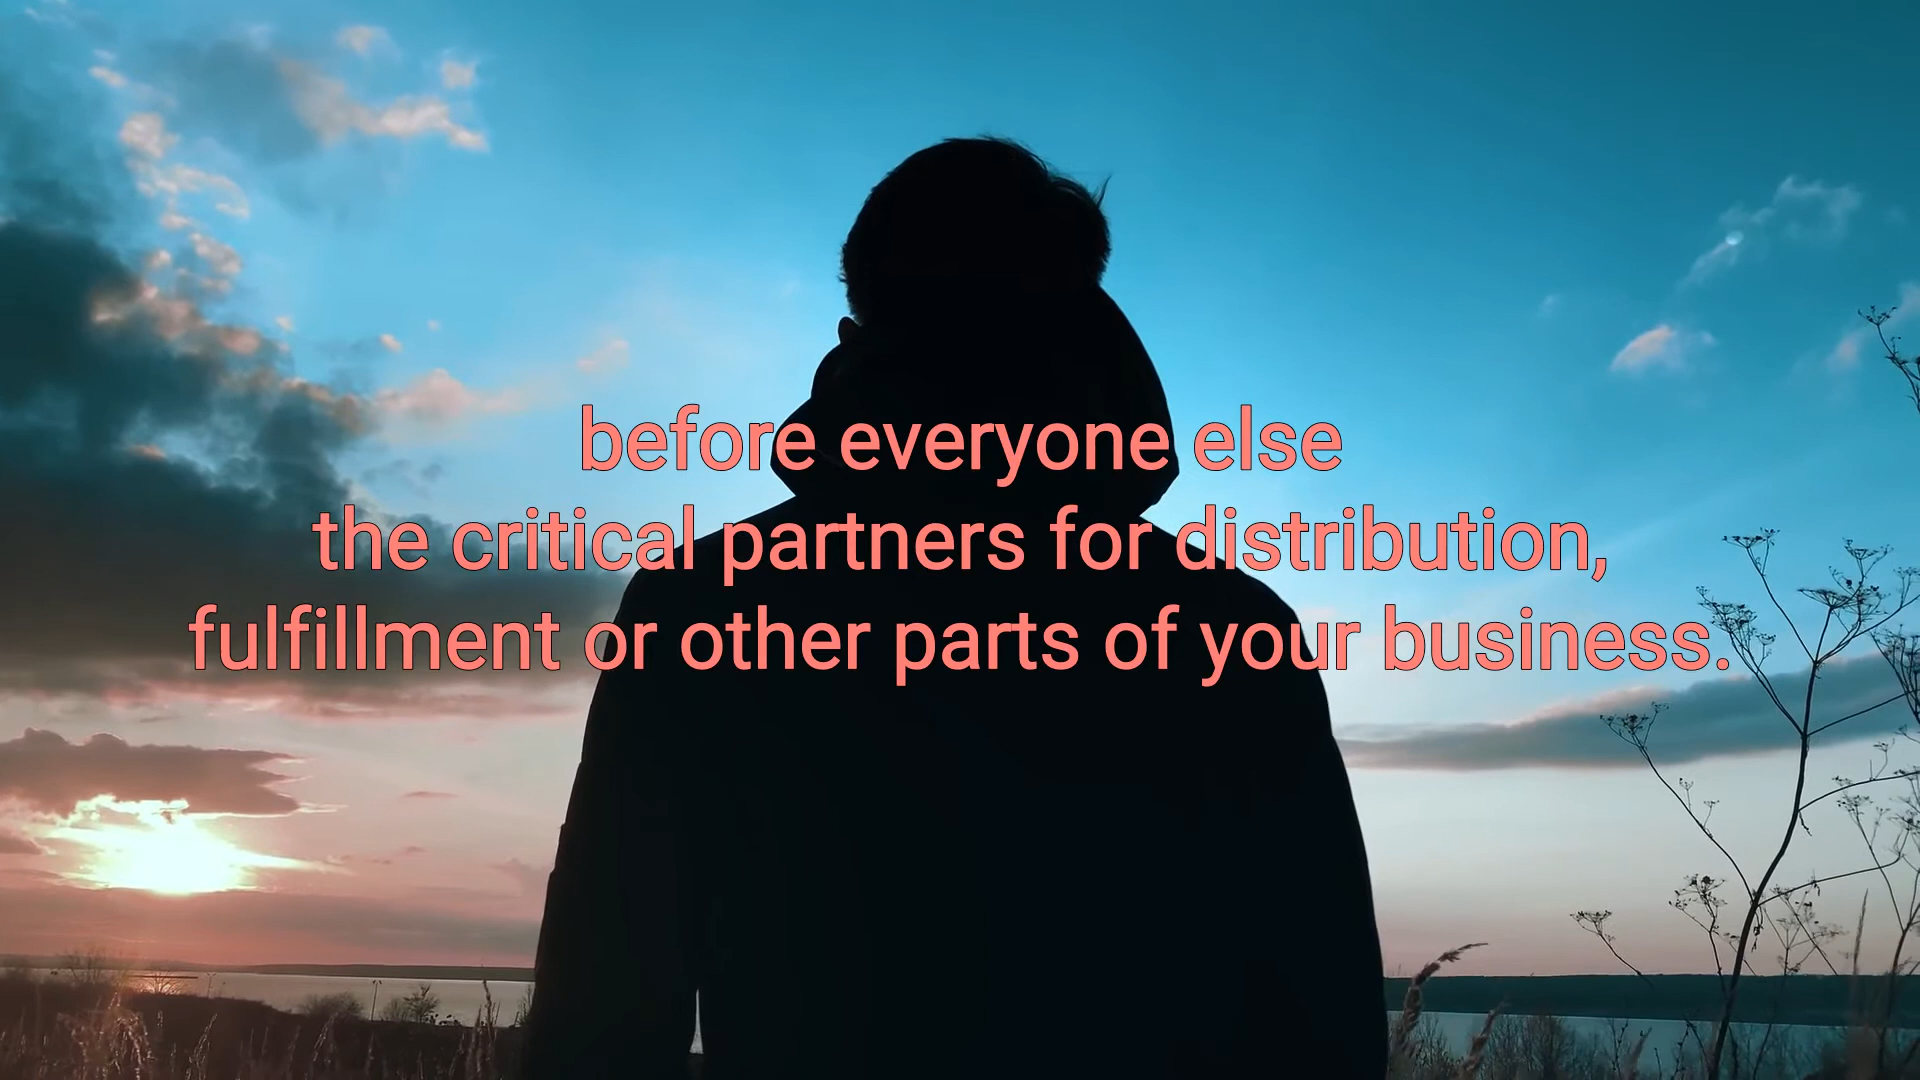 before everyone else
the critical partners for distribution,
fulfillment or other parts of your business.